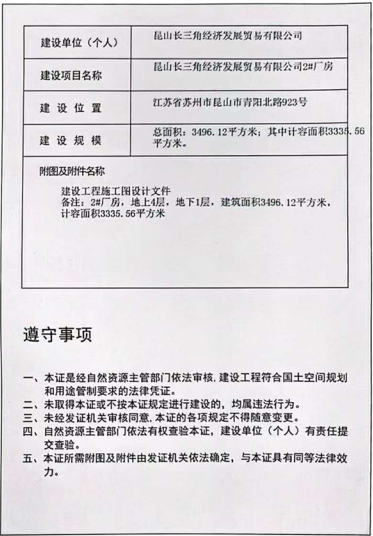 建设单位（个人） 昆山长三角经济发展贸易有限公司
建设项目名称 昆山长三角经济发展贸易有限公司2#厂房
建设位置 江苏省苏州市昆山市青阳北路923号
建设规模 总面积：3496.12平方米；其中计容面积3335.56
平方米。
附图及附件名称
建设工程施工图设计文件
备注：2#厂房，地上4层，地下1层，建筑面积3496.12平方米，
计容面积3335.56平方米
遵守事项
一、本证是经自然资源主管部门依法审核，建设工程符合国土空间规划
和用途管制要求的法律凭证。
二、未取得本证或不按本证规定进行建设的，均属违法行为。
三、未经发证机关审核同意，本证的各项规定不得随意变更。
四、自然资源主管部门依法有权查验本证，建设单位（个人）有责任提
交查验。
五、本证所需附图及附件由发证机关依法确定，与本证具有同等法律效
力。